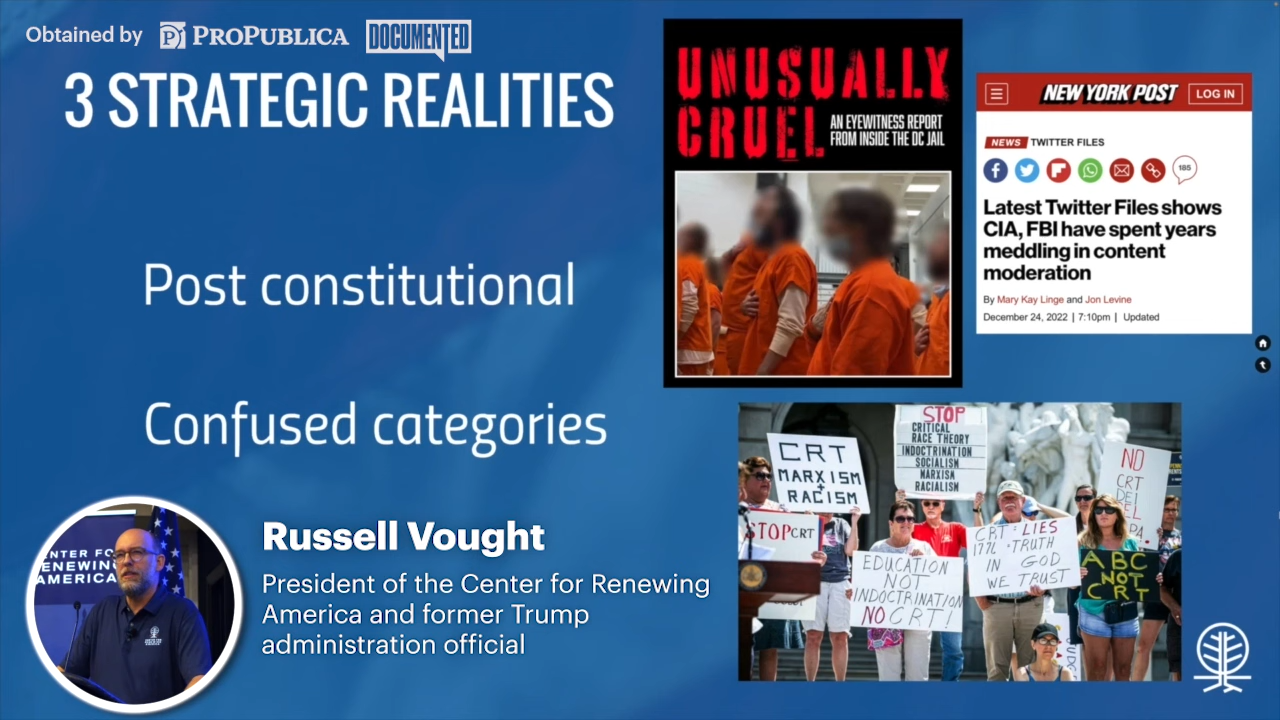 Obtained by PROPUBLICA DOCUMENTED
3 STRATEGIC REALITIES
Post constitutional
Confused categories
Russell Vought
President of the Center for Renewing
America and former Trump
administration official
ENTER FO
ENEWING
AMERICA
UNUSUALLY
CRUEL
AN EYEWITNESS REPORT
FROM INSIDE THE DC JAIL
NEW YORK POST
LOG IN
NEWS TWITTER FILES
185
Latest Twitter Files shows
CIA, FBI have spent years
meddling in content
moderation
By Mary Kay Linge and Jon Levine
December 24, 2022 | 7:10pm | Updated
CRT
MARXISM
+
RACISM
STOP
CRITICAL
RACE THEORY
INDOCTRINATION
SOCIALISM
MARXISM
RACIALISM
NO
CRT
DEI
STOP CRT
EDUCATION
NOT
INDOCTRINATION
NO CRT!
CRT = LIES
1776 = TRUTH
IN GOD
WE TRUST
ABC
NOT
CRT